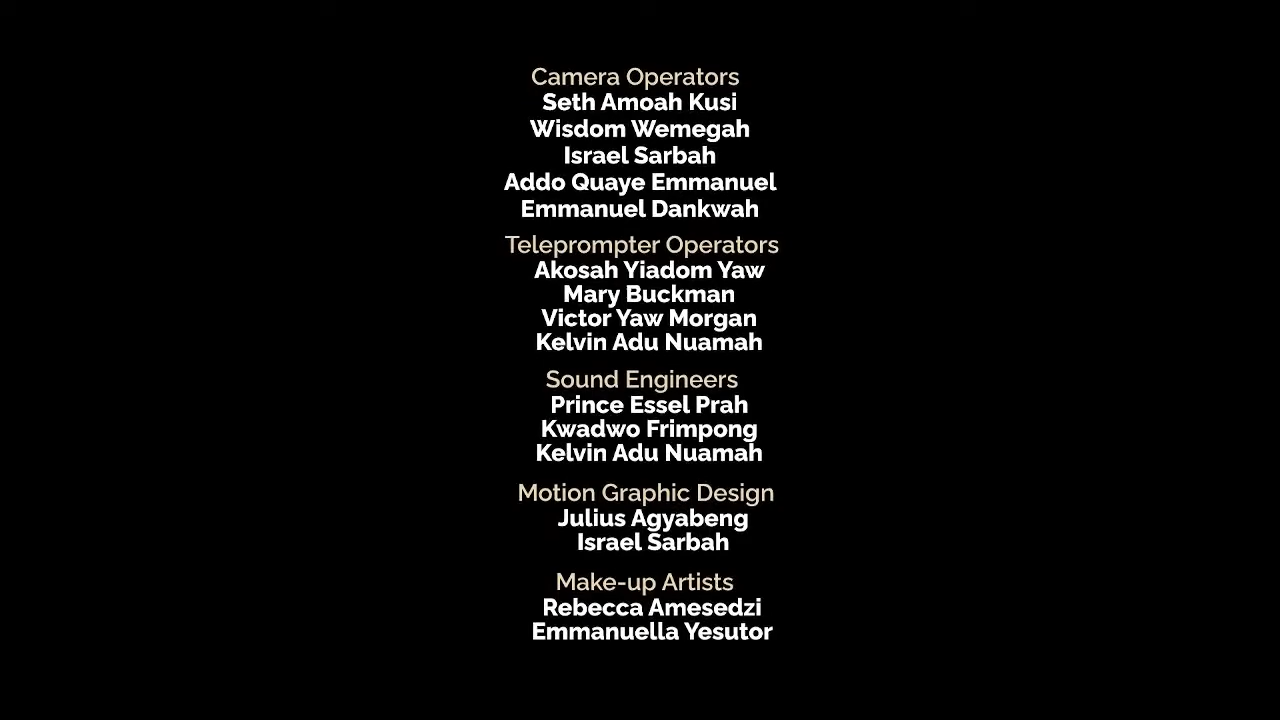 Camera Operators
Seth Amoah Kusi
Wisdom Wemegah
Israel Sarbah
Addo Quaye Emmanuel
Emmanuel Dankwah
Teleprompter Operators
Akosah Yiadom Yaw
Mary Buckman
Victor Yaw Morgan
Kelvin Adu Nuamah
Sound Engineers
Prince Essel Prah
Kwadwo Frimpong
Kelvin Adu Nuamah
Motion Graphic Design
Julius Agyabeng
Israel Sarbah
Make-up Artists
Rebecca Amesedzi
Emmanuella Yesutor